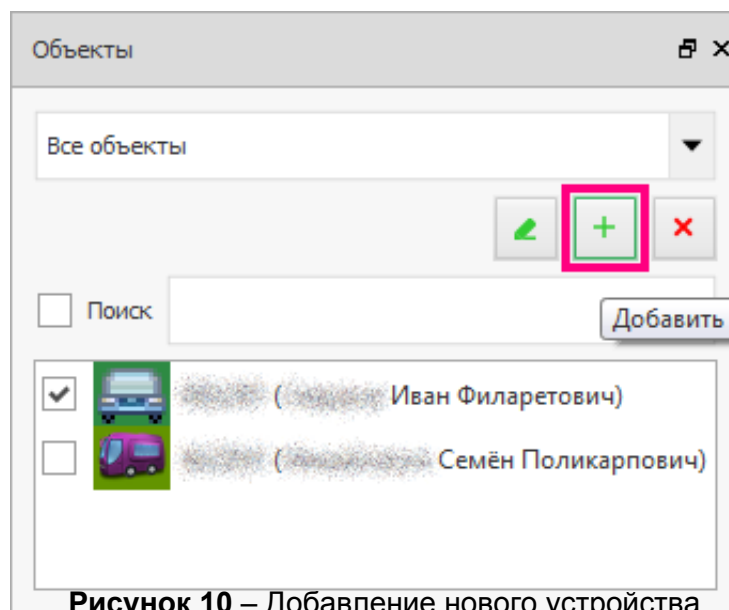 Объекты
Все объекты
Поиск
Добавить
( Иван Филаретович)
( Семён Поликарпович)
Рисунок 10 – Добавление нового устройства